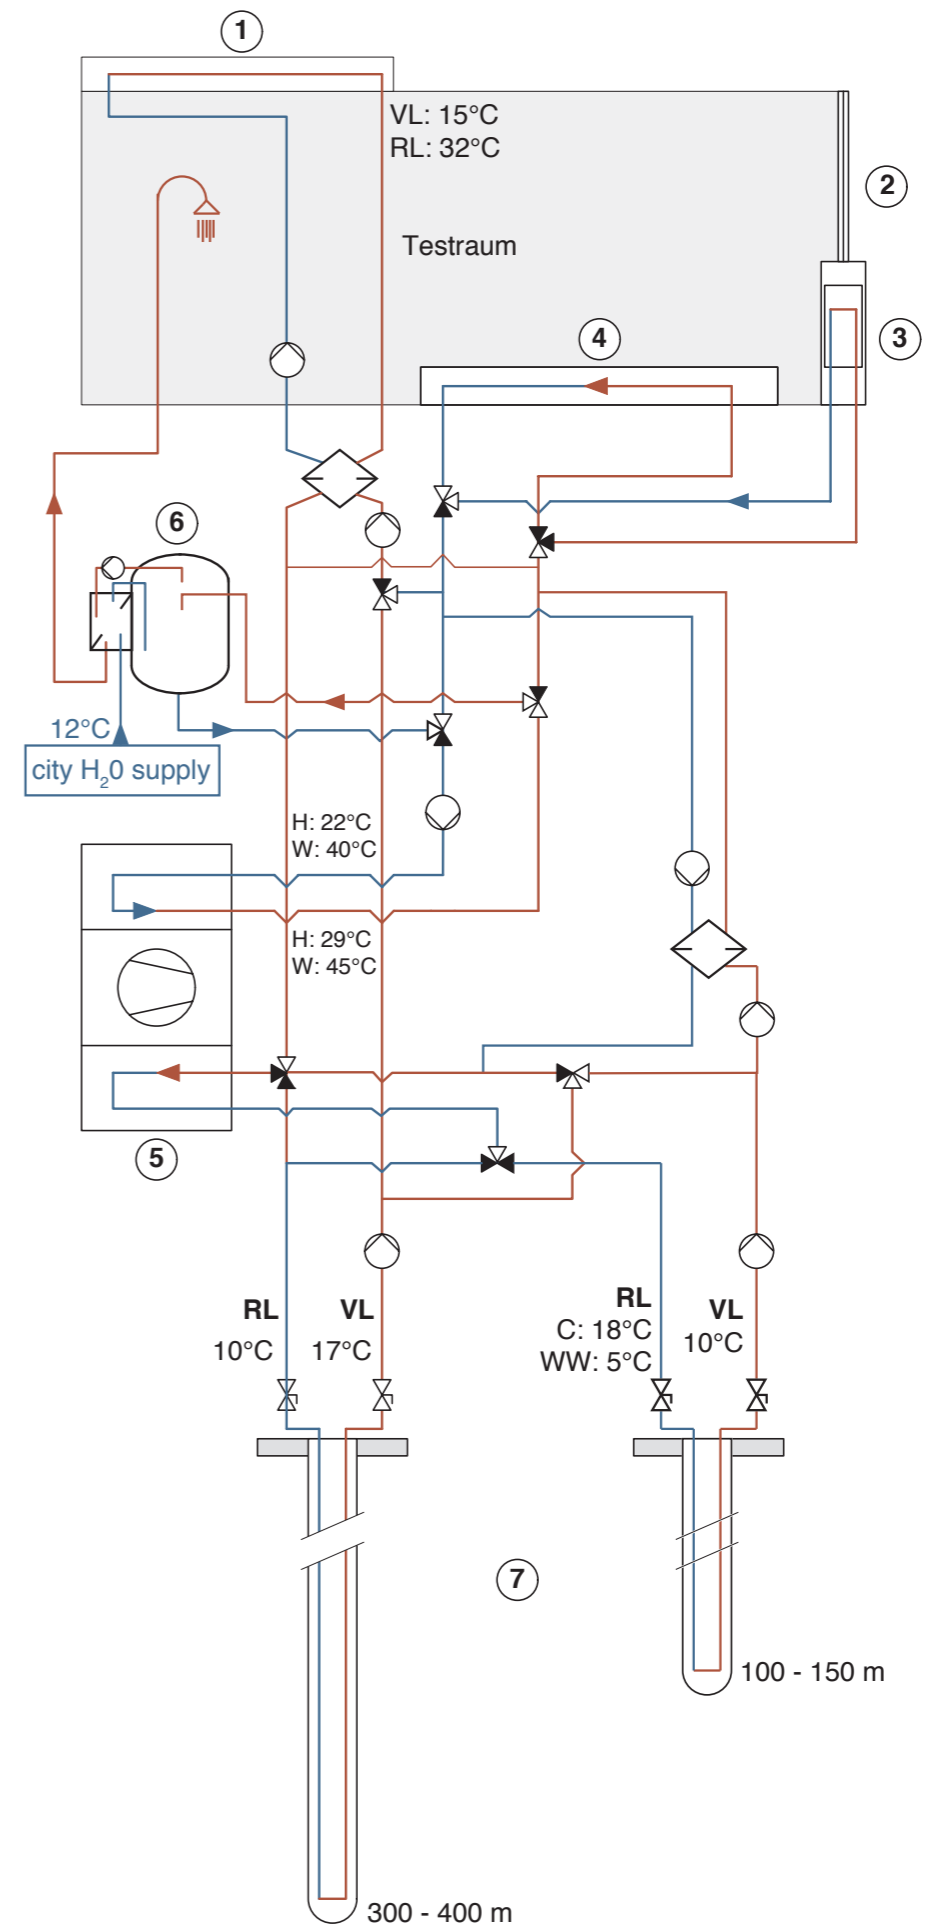 1
VL: 15°C
RL: 32°C
2
Testraum
3
4
6
12°C
city H₂0 supply
H: 22°C
W: 40°C
H: 29°C
W: 45°C
5
RL
10°C
VL
17°C
RL
C: 18°C
WW: 5°C
VL
10°C
7
100 - 150 m
300 - 400 m